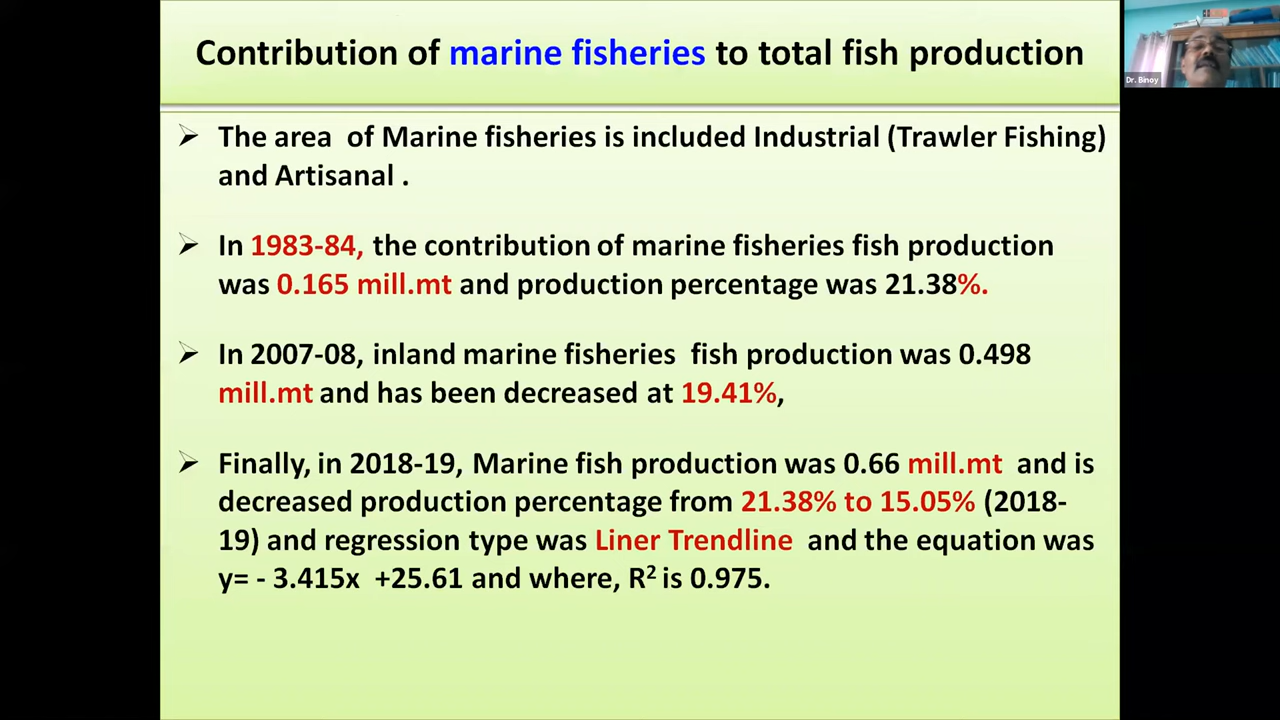 Contribution of marine fisheries to total fish production
Dr. Binoy
➢ The area of Marine fisheries is included Industrial (Trawler Fishing)
and Artisanal .
➢ In 1983-84, the contribution of marine fisheries fish production
was 0.165 mill.mt and production percentage was 21.38%.
➢ In 2007-08, inland marine fisheries fish production was 0.498
mill.mt and has been decreased at 19.41%,
➢ Finally, in 2018-19, Marine fish production was 0.66 mill.mt and is
decreased production percentage from 21.38% to 15.05% (2018-
19) and regression type was Liner Trendline and the equation was
y= - 3.415x +25.61 and where, R² is 0.975.